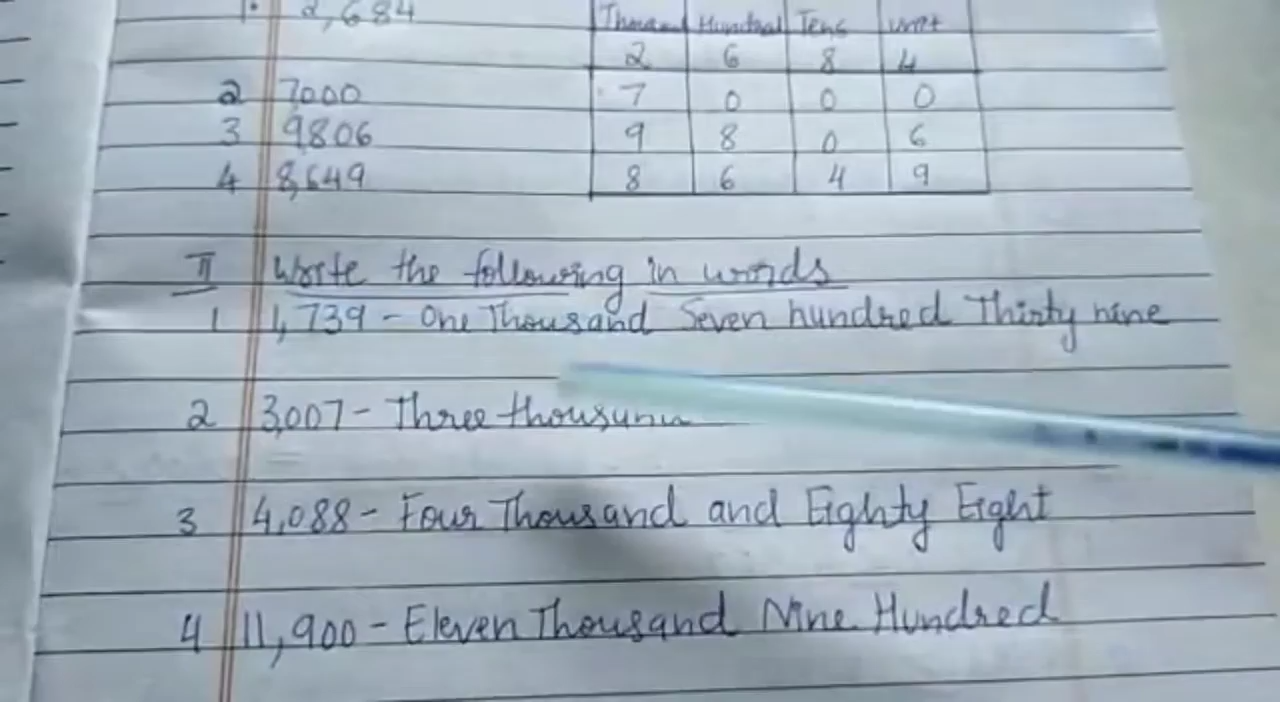 1. 2,684
Thousand Hundred Tens Unit
2 6 8 4
2 7000 7 0 0 0
3 9806 9 8 0 6
4 8,649 8 6 4 9
II Write the following in words
1 1,739 - One Thousand Seven hundred Thirty nine
2 3,007 - Three
3 4,088 - Four Thousand and Eighty Eight
4 11,900 - Eleven Thousand Nine Hundred